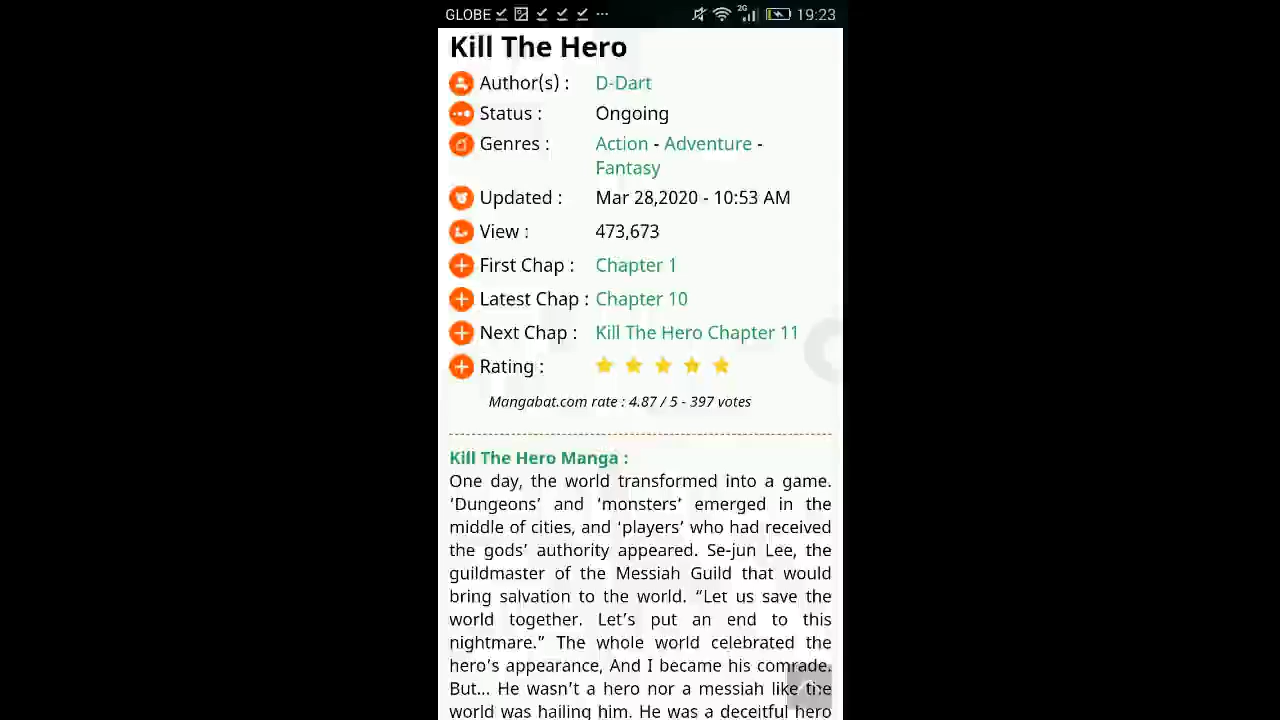 GLOBE 2G 19:23
Kill The Hero
Author(s) : D-Dart
Status : Ongoing
Genres : Action - Adventure -
Fantasy
Updated : Mar 28,2020 - 10:53 AM
View : 473,673
First Chap : Chapter 1
Latest Chap : Chapter 10
Next Chap : Kill The Hero Chapter 11
Rating :
Mangabat.com rate : 4.87 / 5 - 397 votes
Kill The Hero Manga :
One day, the world transformed into a game.
‘Dungeons’ and ‘monsters’ emerged in the
middle of cities, and ‘players’ who had received
the gods’ authority appeared. Se-jun Lee, the
guildmaster of the Messiah Guild that would
bring salvation to the world. “Let us save the
world together. Let’s put an end to this
nightmare.” The whole world celebrated the
hero’s appearance, And I became his comrade.
But... He wasn’t a hero nor a messiah like the
world was hailing him. He was a deceitful hero